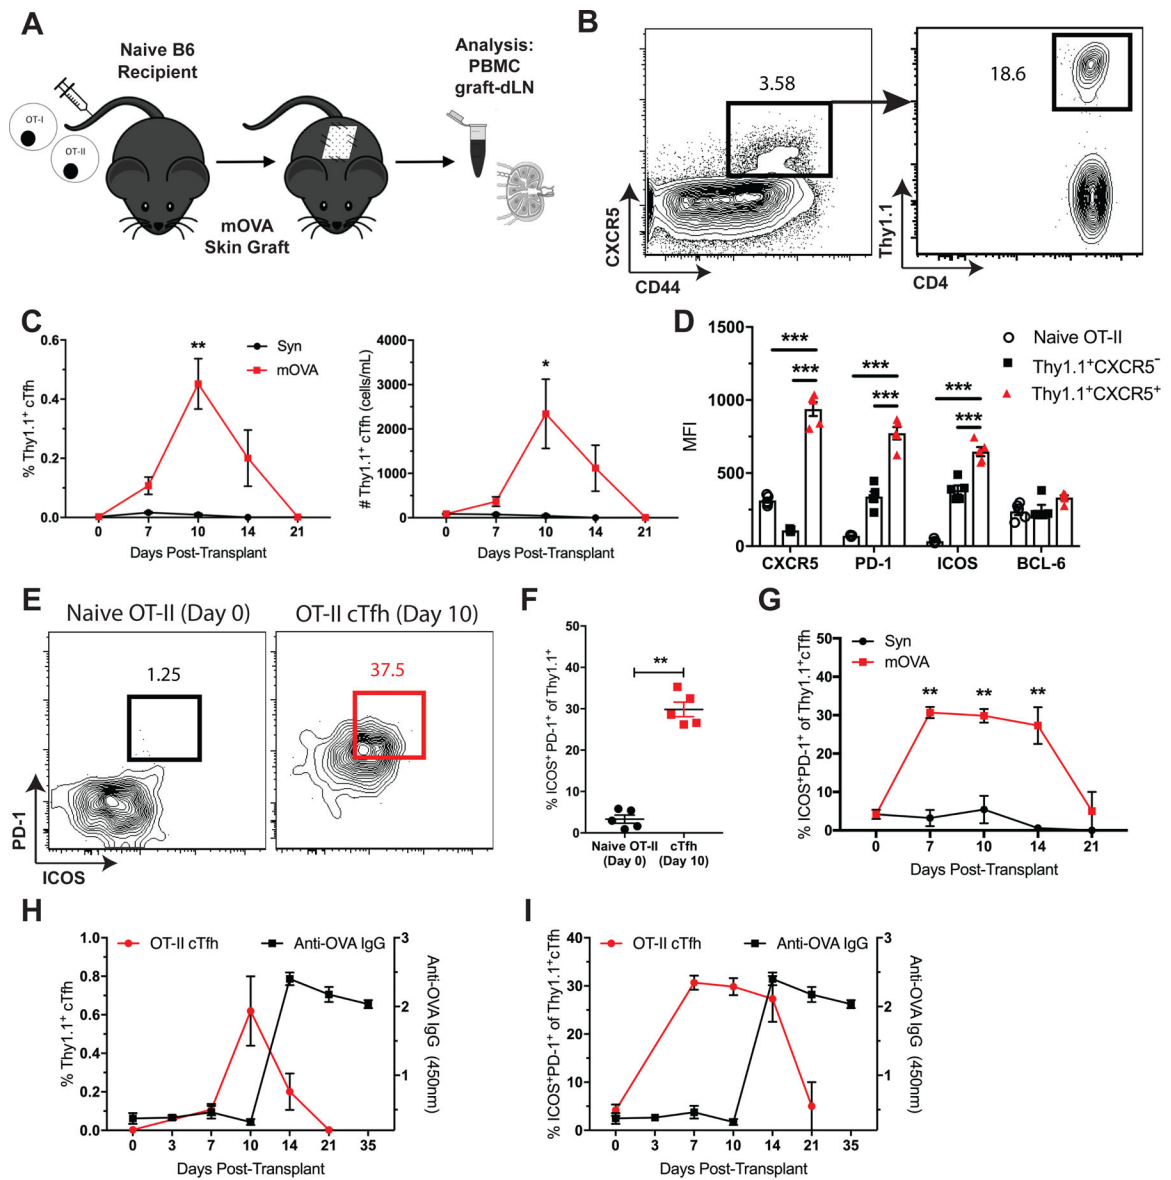 A
Naive B6
Recipient
OT-I
OT-II
mOVA
Skin Graft
Analysis:
PBMC
graft-dLN
B
3.58
18.6
CXCR5
CD44
Thy1.1
CD4
C
0.6
0.4
0.2
0.0
% Thy1.1⁺ cTfh
**
Syn
mOVA
0 7 10 14 21
Days Post-Transplant
4000
3000
2000
1000
0
# Thy1.1⁺ cTfh (cells/mL)
*
0 7 10 14 21
Days Post-Transplant
D
1500
1000
500
0
MFI
***
***
***
***
***
***
Naive OT-II
Thy1.1⁺CXCR5⁻
Thy1.1⁺CXCR5⁺
CXCR5 PD-1 ICOS BCL-6
E
Naive OT-II (Day 0)
OT-II cTfh (Day 10)
1.25
37.5
PD-1
ICOS
F
50
40
30
20
10
0
% ICOS⁺ PD-1⁺ of Thy1.1⁺
**
Naive OT-II cTfh
(Day 0) (Day 10)
G
50
40
30
20
10
0
% ICOS⁺PD-1⁺ of Thy1.1⁺cTfh
Syn
mOVA
** ** **
0 7 10 14 21
Days Post-Transplant
H
OT-II cTfh
Anti-OVA IgG
1.0
0.8
0.6
0.4
0.2
0.0
% Thy1.1⁺ cTfh
3
2
1
Anti-OVA IgG (450nm)
0 3 7 10 14 21 35
Days Post-Transplant
I
OT-II cTfh
Anti-OVA IgG
40
30
20
10
5
0
% ICOS⁺PD-1⁺ of Thy1.1⁺cTfh
3
2
1
Anti-OVA IgG (450nm)
0 3 7 10 14 21 35
Days Post-Transplant